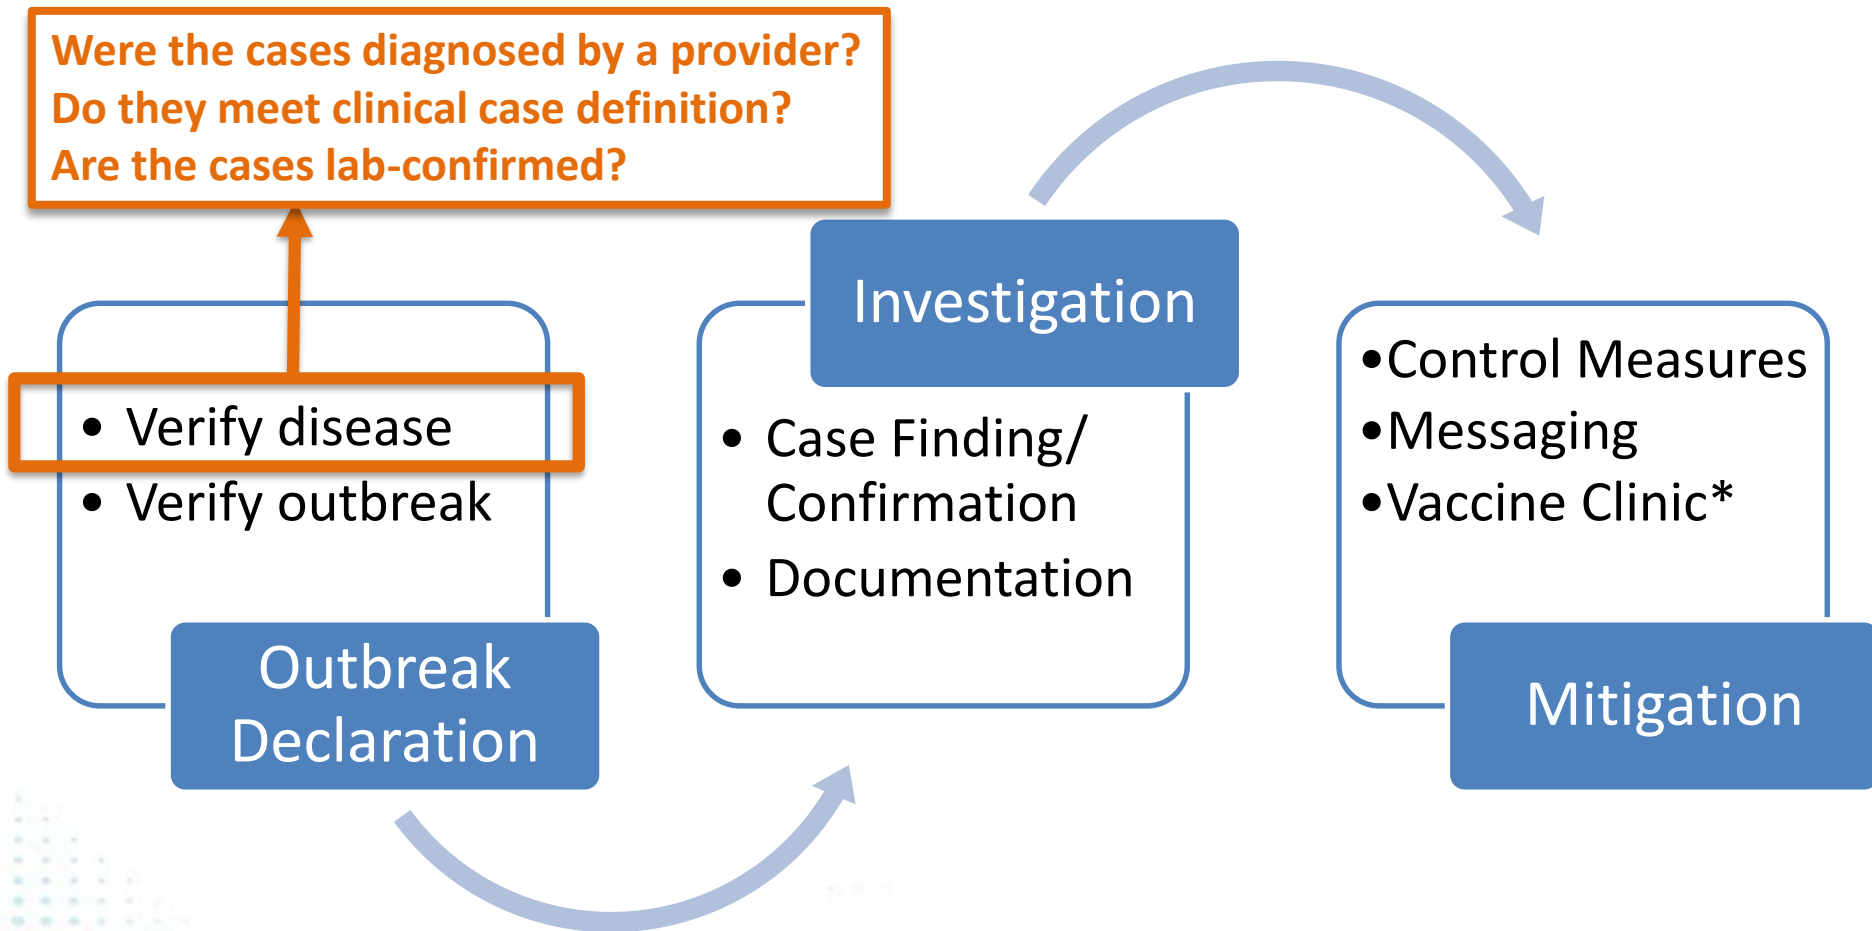 Were the cases diagnosed by a provider?
Do they meet clinical case definition?
Are the cases lab-confirmed?
• Verify disease
• Verify outbreak
Outbreak
Declaration
Investigation
• Case Finding/
Confirmation
• Documentation
•Control Measures
•Messaging
•Vaccine Clinic*
Mitigation